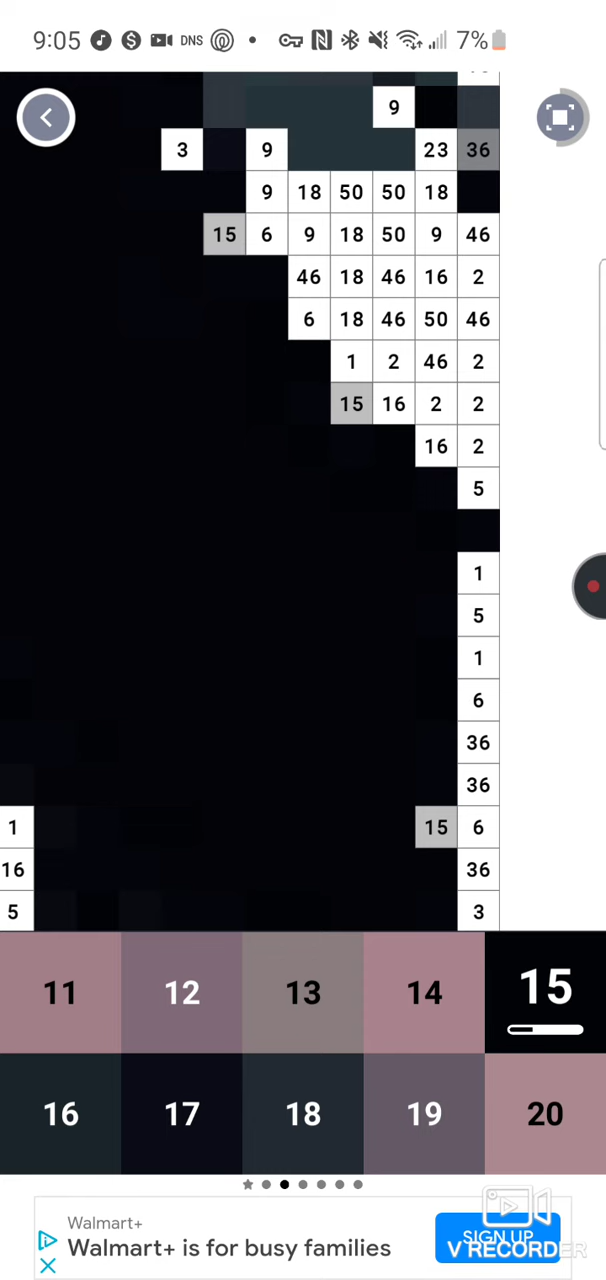 9:05 DNS 7%
9
3 9 23 36
9 18 50 50 18
15 6 9 18 50 9 46
46 18 46 16 2
6 18 46 50 46
1 2 46 2
15 16 2 2
16 2
5
1
5
1
6
36
36
1 15 6
16 36
5 3
11 12 13 14 15
16 17 18 19 20
Walmart+
Walmart+ is for busy families
SIGN UP
V RECORDER